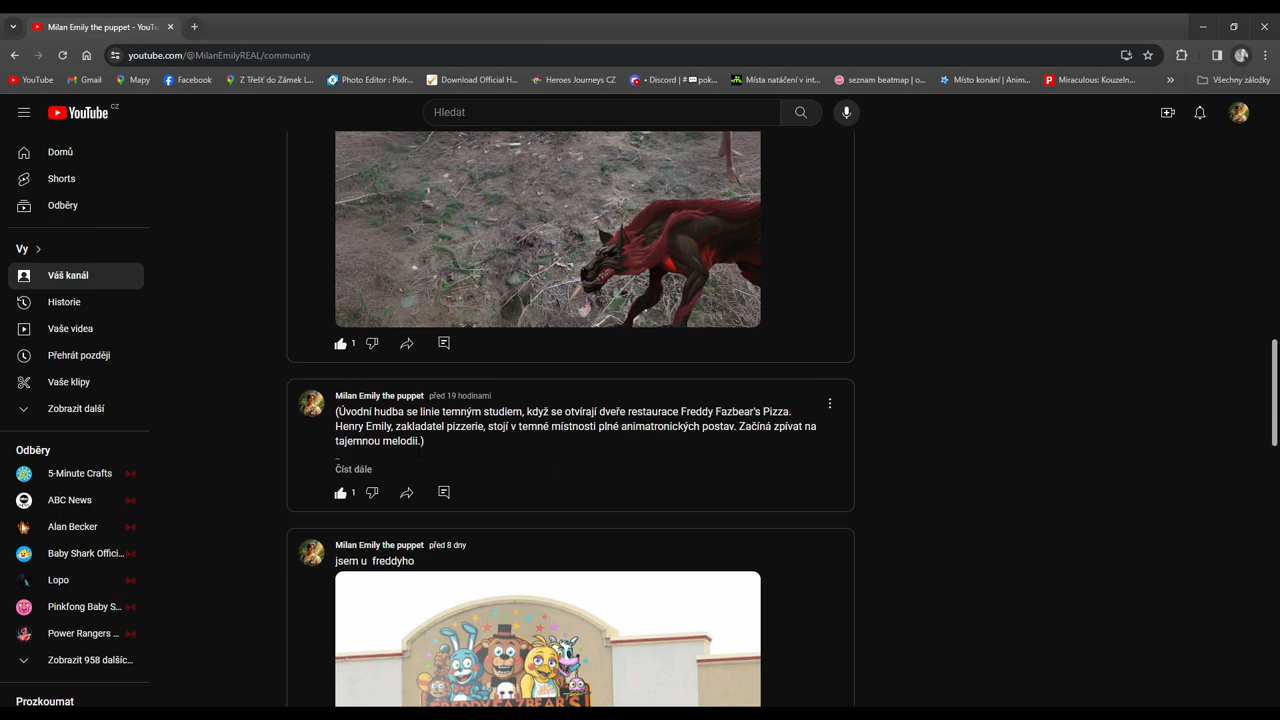 Milan Emily the puppet - YouTu
youtube.com/@MilanEmilyREAL/community
YouTube
Gmail
Mapy
Facebook
Z Třešť do Zámek L...
Photo Editor : Pixlr...
Download Official H...
Heroes Journeys CZ
• Discord | # pok...
Místa natáčení v int...
seznam beatmap | o...
Místo konání | Anim...
Miraculous: Kouzeln...
»
Všechny záložky
YouTube CZ
Hledat
Domů
Shorts
Odběry
Vy
Váš kanál
Historie
Vaše videa
Přehrát později
Vaše klipy
Zobrazit další
Odběry
5-Minute Crafts
ABC News
Alan Becker
Baby Shark Offici...
Lopo
Pinkfong Baby S...
Power Rangers ...
Zobrazit 958 dalšíc...
Prozkoumat
1
Milan Emily the puppet před 19 hodinami
(Úvodní hudba se linie temným studiem, když se otvírají dveře restaurace Freddy Fazbear's Pizza.
Henry Emily, zakladatel pizzerie, stojí v temné místnosti plné animatronických postav. Začíná zpívat na
tajemnou melodii.)
_
Číst dále
1
Milan Emily the puppet před 8 dny
jsem u freddyho
FREDDY FAZBEAR'S